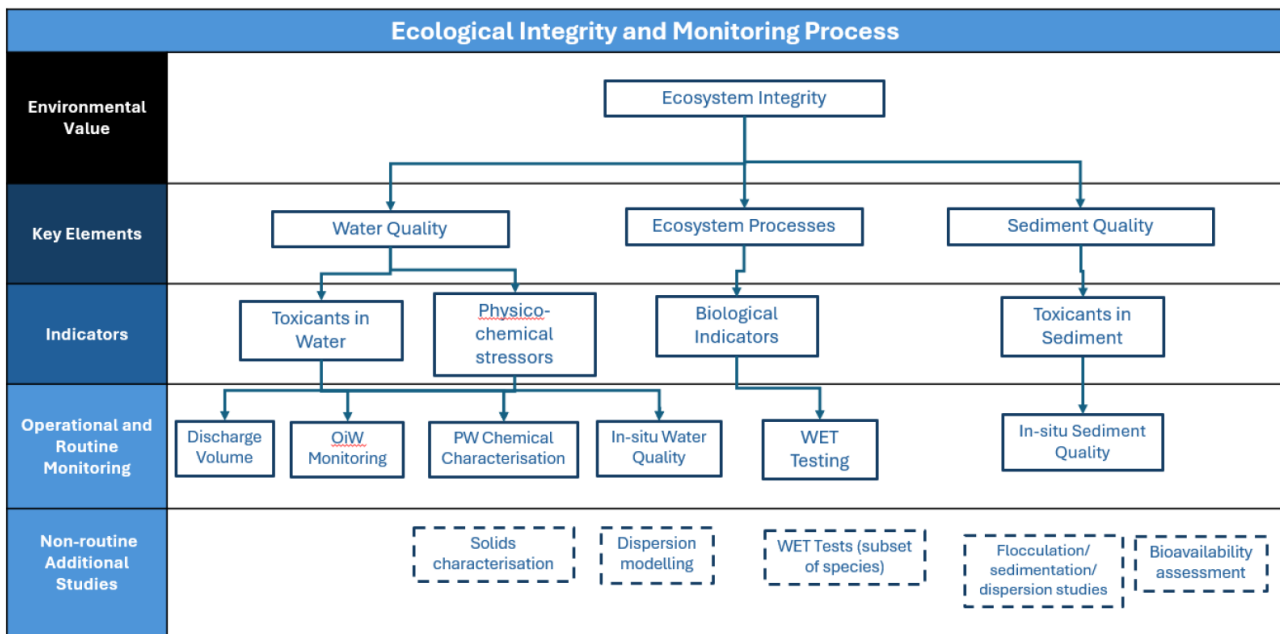 Ecological Integrity and Monitoring Process
Environmental
Value
Ecosystem Integrity
Key Elements
Water Quality
Ecosystem Processes
Sediment Quality
Indicators
Toxicants in
Water
Physico-
chemical
stressors
Biological
Indicators
Toxicants in
Sediment
Operational and
Routine
Monitoring
Discharge
Volume
OiW
Monitoring
PW Chemical
Characterisation
In-situ Water
Quality
WET
Testing
In-situ Sediment
Quality
Non-routine
Additional
Studies
Solids
characterisation
Dispersion
modelling
WET Tests (subset
of species)
Flocculation/
sedimentation/
dispersion studies
Bioavailability
assessment